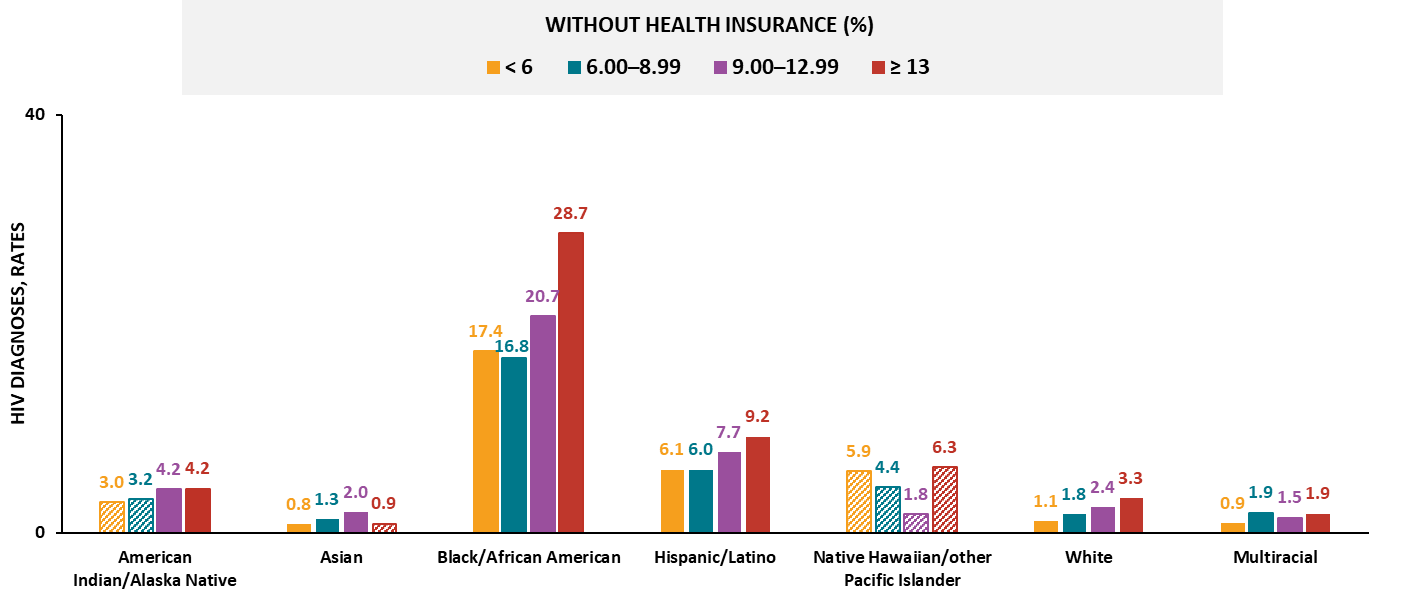 WITHOUT HEALTH INSURANCE (%)
< 6 6.00–8.99 9.00–12.99 ≥ 13
40
HIV DIAGNOSES, RATES
0
3.0 3.2 4.2 4.2
0.8 1.3 2.0 0.9
17.4 16.8 20.7 28.7
6.1 6.0 7.7 9.2
5.9 4.4 1.8 6.3
1.1 1.8 2.4 3.3
0.9 1.9 1.5 1.9
American
Indian/Alaska Native
Asian
Black/African American
Hispanic/Latino
Native Hawaiian/other
Pacific Islander
White
Multiracial